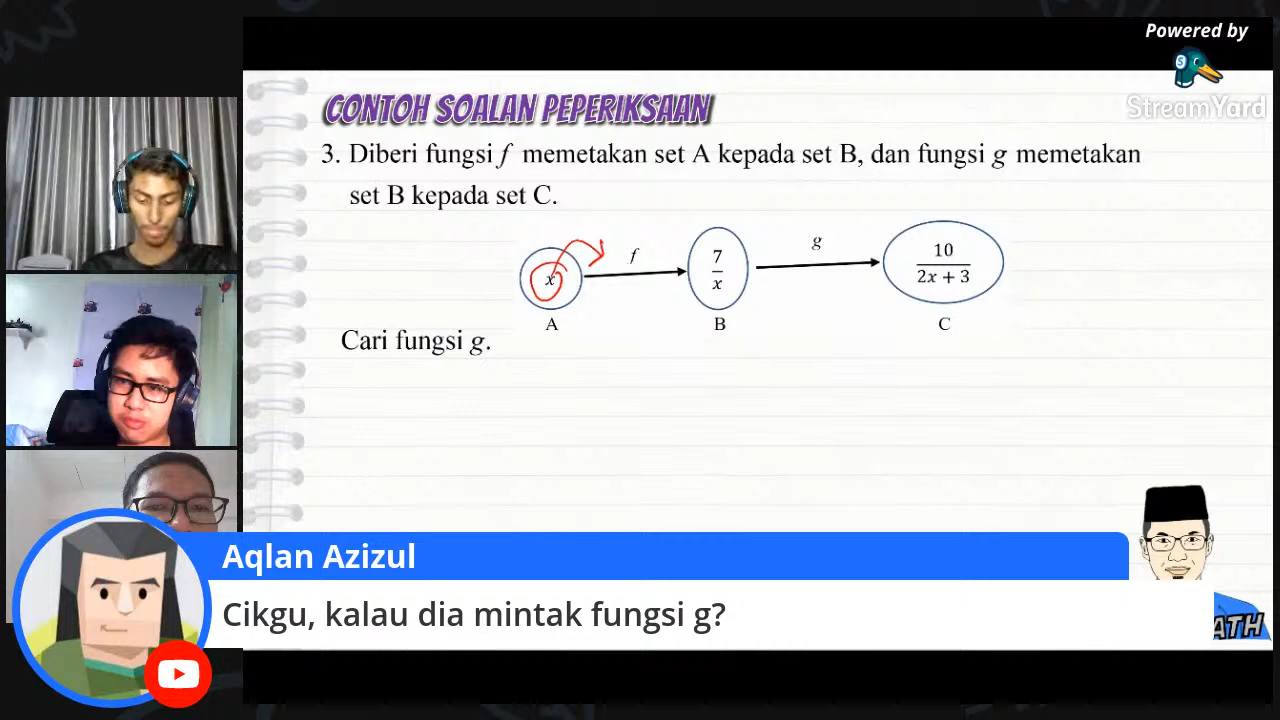 Powered by
StreamYard
CONTOH SOALAN PEPERIKSAAN
3. Diberi fungsi f memetakan set A kepada set B, dan fungsi g memetakan
set B kepada set C.
f
g
x
7
x
10
2x + 3
A
B
C
Cari fungsi g.
Aqlan Azizul
Cikgu, kalau dia mintak fungsi g?
ATH